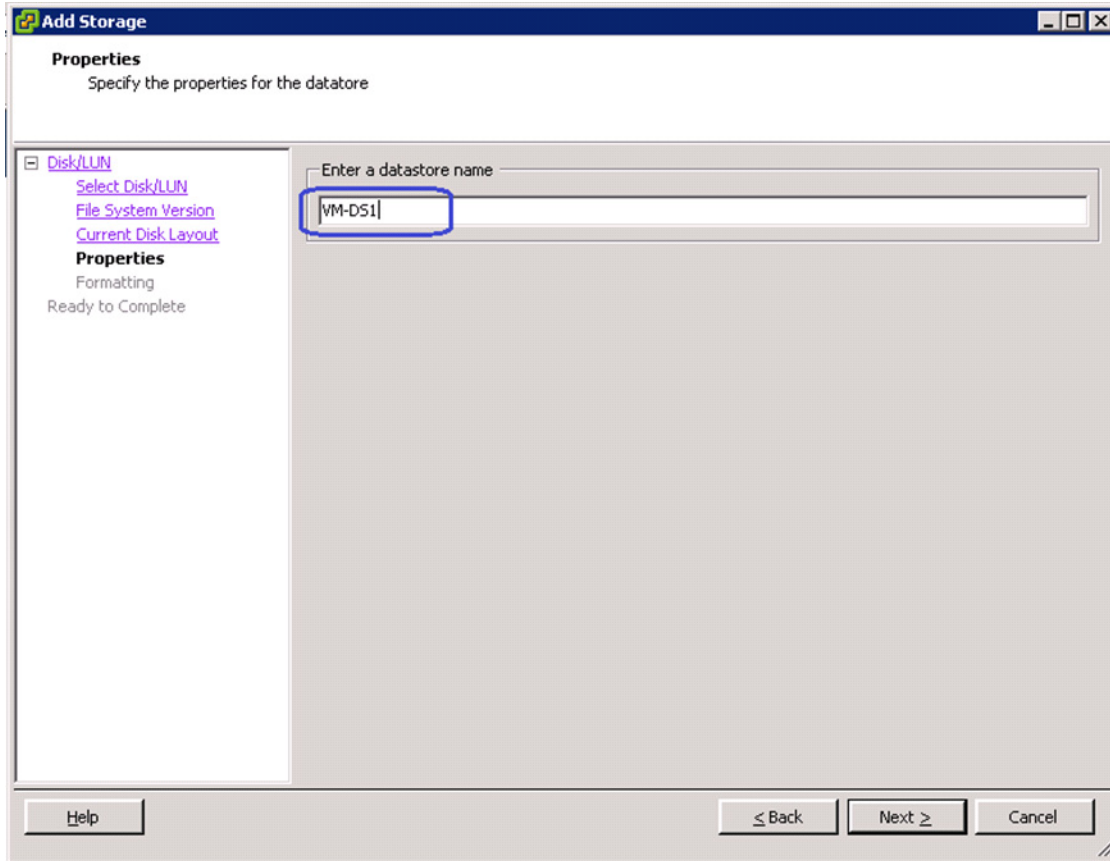 Add Storage
Properties
Specify the properties for the datatore
Disk/LUN
Select Disk/LUN
File System Version
Current Disk Layout
Properties
Formatting
Ready to Complete
Enter a datastore name
VM-DS1
Help
< Back
Next >
Cancel